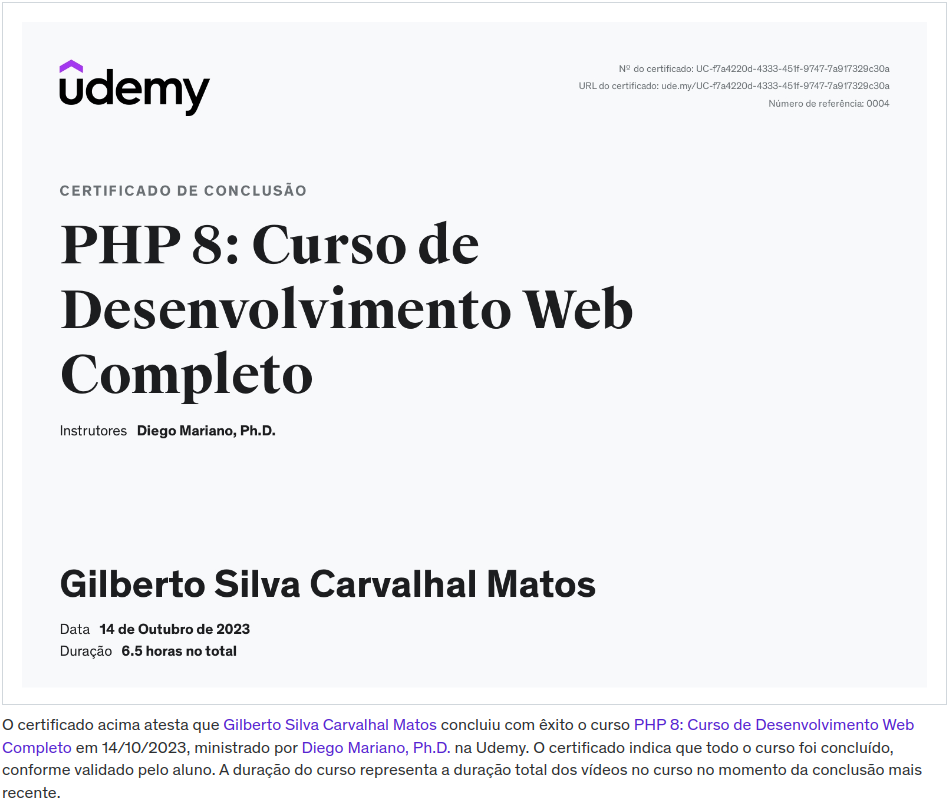 udemy
Nº do certificado: UC-f7a4220d-4333-451f-9747-7a917329c30a
URL do certificado: ude.my/UC-f7a4220d-4333-451f-9747-7a917329c30a
Número de referência: 0004
CERTIFICADO DE CONCLUSÃO
PHP 8: Curso de
Desenvolvimento Web
Completo
Instrutores Diego Mariano, Ph.D.
Gilberto Silva Carvalhal Matos
Data 14 de Outubro de 2023
Duração 6.5 horas no total
O certificado acima atesta que Gilberto Silva Carvalhal Matos concluiu com êxito o curso PHP 8: Curso de Desenvolvimento Web
Completo em 14/10/2023, ministrado por Diego Mariano, Ph.D. na Udemy. O certificado indica que todo o curso foi concluído,
conforme validado pelo aluno. A duração do curso representa a duração total dos vídeos no curso no momento da conclusão mais
recente.